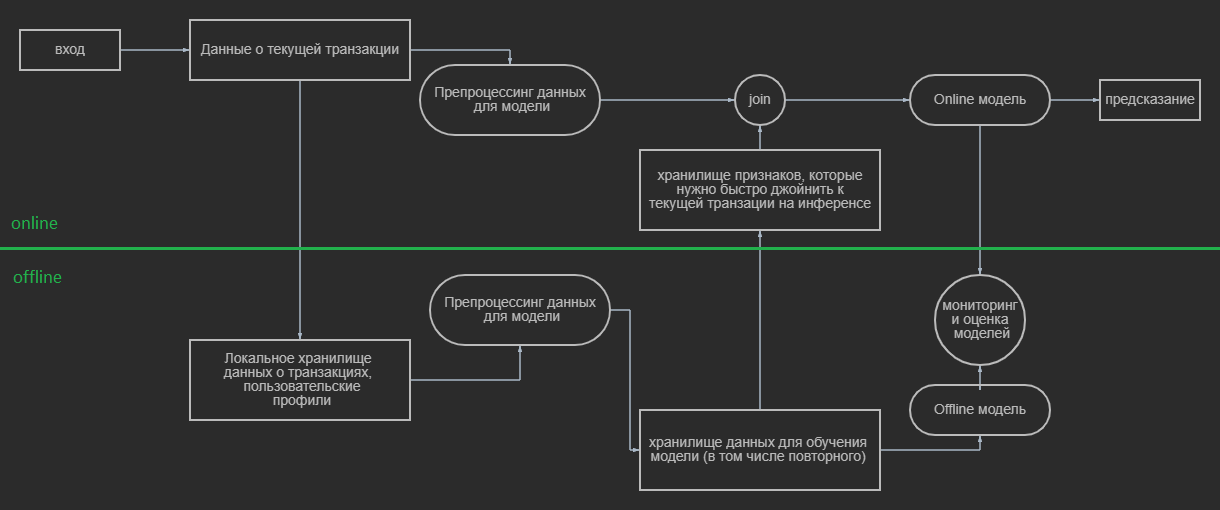 вход
Данные о текущей транзакции
Препроцессинг данных
для модели
join
Online модель
предсказание
хранилище признаков, которые
нужно быстро джойнить к
текущей транзации на инференсе
online
offline
Препроцессинг данных
для модели
мониторинг
и оценка
моделей
Локальное хранилище
данных о транзакциях,
пользовательские
профили
Offline модель
хранилище данных для обучения
модели (в том числе повторного)